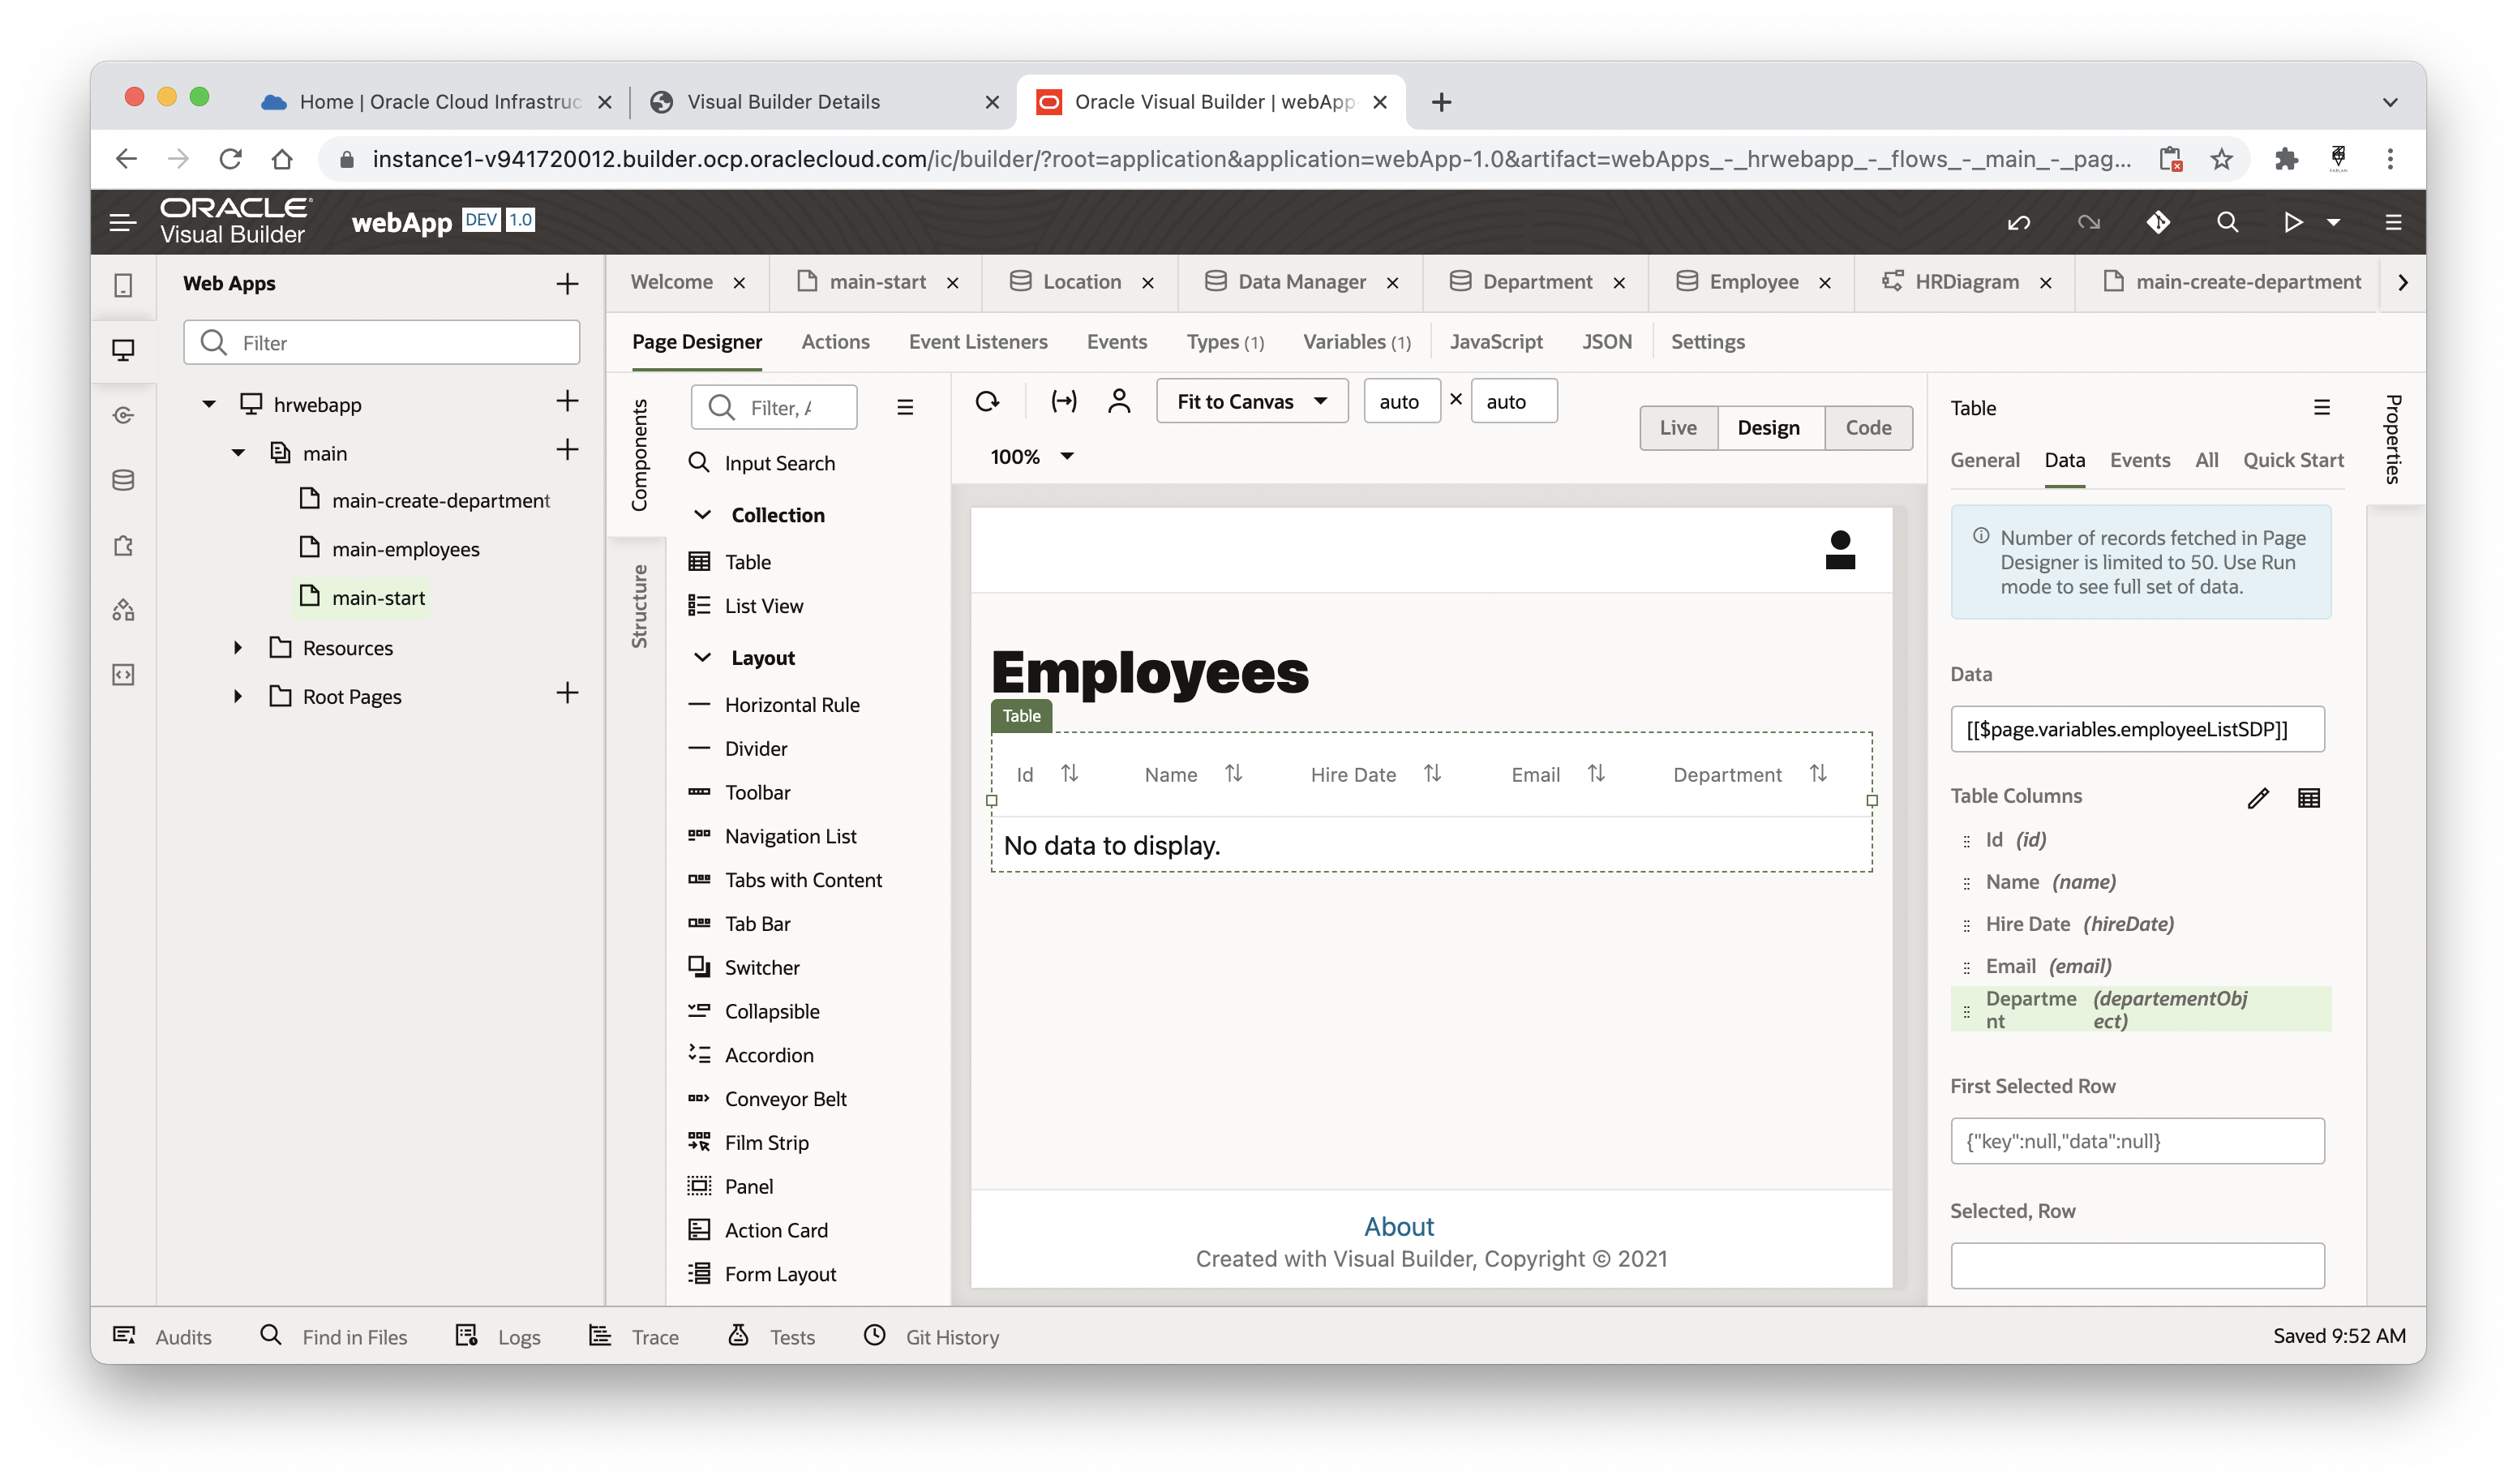 Home | Oracle Cloud Infrastruc
Visual Builder Details
Oracle Visual Builder | webApp
instance1-v941720012.builder.ocp.oraclecloud.com/ic/builder/?root=application&application=webApp-1.0&artifact=webApps_-_hrwebapp_-_flows_-_main_-_pag...
ORACLE
Visual Builder
webApp DEV 1.0
Web Apps
Filter
hrwebapp
main
main-create-department
main-employees
main-start
Resources
Root Pages
Welcome
main-start
Location
Data Manager
Department
Employee
HRDiagram
main-create-department
Page Designer
Actions
Event Listeners
Events
Types (1)
Variables (1)
JavaScript
JSON
Settings
Components
Structure
Filter, A
Input Search
Collection
Table
List View
Layout
Horizontal Rule
Divider
Toolbar
Navigation List
Tabs with Content
Tab Bar
Switcher
Collapsible
Accordion
Conveyor Belt
Film Strip
Panel
Action Card
Form Layout
Fit to Canvas
auto × auto
100%
Live
Design
Code
Employees
Table
Id
Name
Hire Date
Email
Department
No data to display.
About
Created with Visual Builder, Copyright © 2021
Properties
Table
General
Data
Events
All
Quick Start
Number of records fetched in Page
Designer is limited to 50. Use Run
mode to see full set of data.
Data
[[$page.variables.employeeListSDP]]
Table Columns
Id (id)
Name (name)
Hire Date (hireDate)
Email (email)
Departme (departementObj
nt ect)
First Selected Row
{"key":null,"data":null}
Selected, Row
Audits
Find in Files
Logs
Trace
Tests
Git History
Saved 9:52 AM